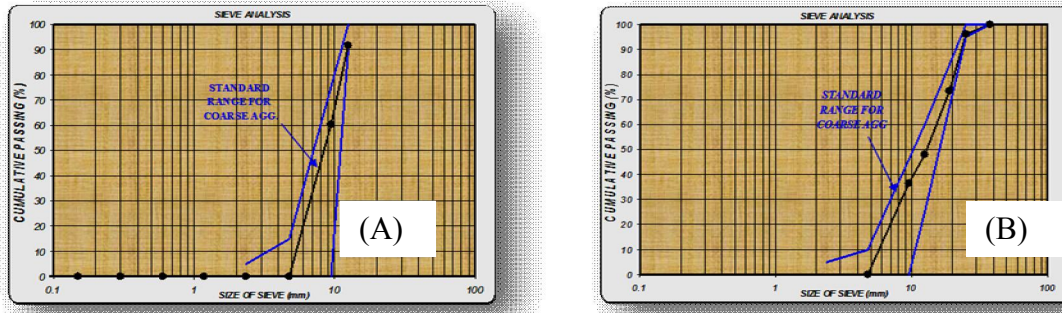 SIEVE ANALYSIS
CUMULATIVE PASSING (%)
100
90
80
70
60
50
40
30
20
10
0
STANDARD
RANGE FOR
COARSE AGG.
(A)
0.1
1
10
100
SIZE OF SIEVE (mm)
SIEVE ANALYSIS
CUMULATIVE PASSING (%)
100
90
80
70
60
50
40
30
20
10
0
STANDARD
RANGE FOR
COARSE AGG
(B)
0.1
1
10
100
SIZE OF SIEVE (mm)